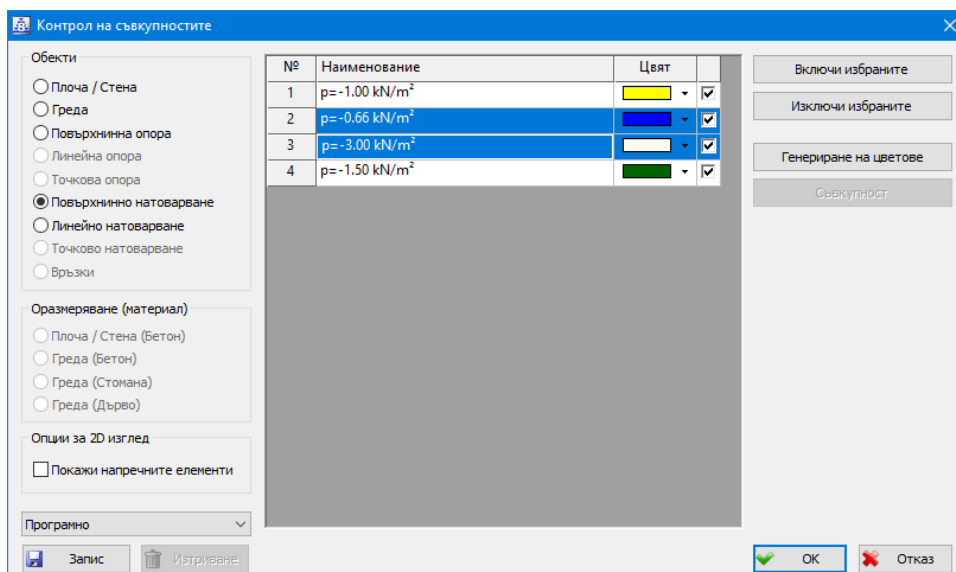 Контрол на съвкупностите
Обекти
Плоча / Стена
Греда
Повърхнинна опора
Линейна опора
Точкова опора
Повърхнинно натоварване
Линейно натоварване
Точково натоварване
Връзки
Оразмеряване (материал)
Плоча / Стена (Бетон)
Греда (Бетон)
Греда (Стомана)
Греда (Дърво)
Опции за 2D изглед
Покажи напречните елементи
Програмно
Запис Изтриване
№ Наименование Цвят
1 p=-1.00 kN/m²
2 p=-0.66 kN/m²
3 p=-3.00 kN/m²
4 p=-1.50 kN/m²
Включи избраните
Изключи избраните
Генериране на цветове
Съвкупност
OK Отказ